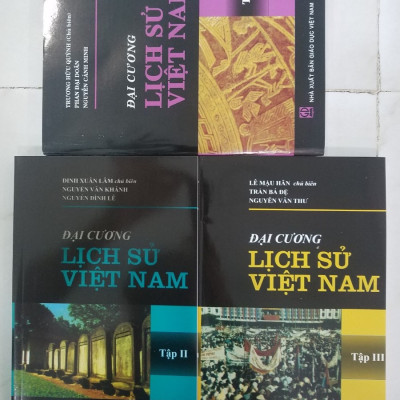 TRƯƠNG HỮU QUÝNH (Chủ biên)
PHAN ĐẠI DOÃN
NGUYỄN CẢNH MINH
ĐẠI CƯƠNG
LỊCH SỬ
VIỆT NAM
NHÀ XUẤT BẢN GIÁO DỤC VIỆT NAM
ĐINH XUÂN LÂM chủ biên
NGUYỄN VĂN KHÁNH
NGUYỄN ĐÌNH LỄ
ĐẠI CƯƠNG
LỊCH SỬ
VIỆT NAM
Tập II
LÊ MẬU HÃN chủ biên
TRẦN BÁ ĐỆ
NGUYỄN VĂN THƯ
ĐẠI CƯƠNG
LỊCH SỬ
VIỆT NAM
Tập III